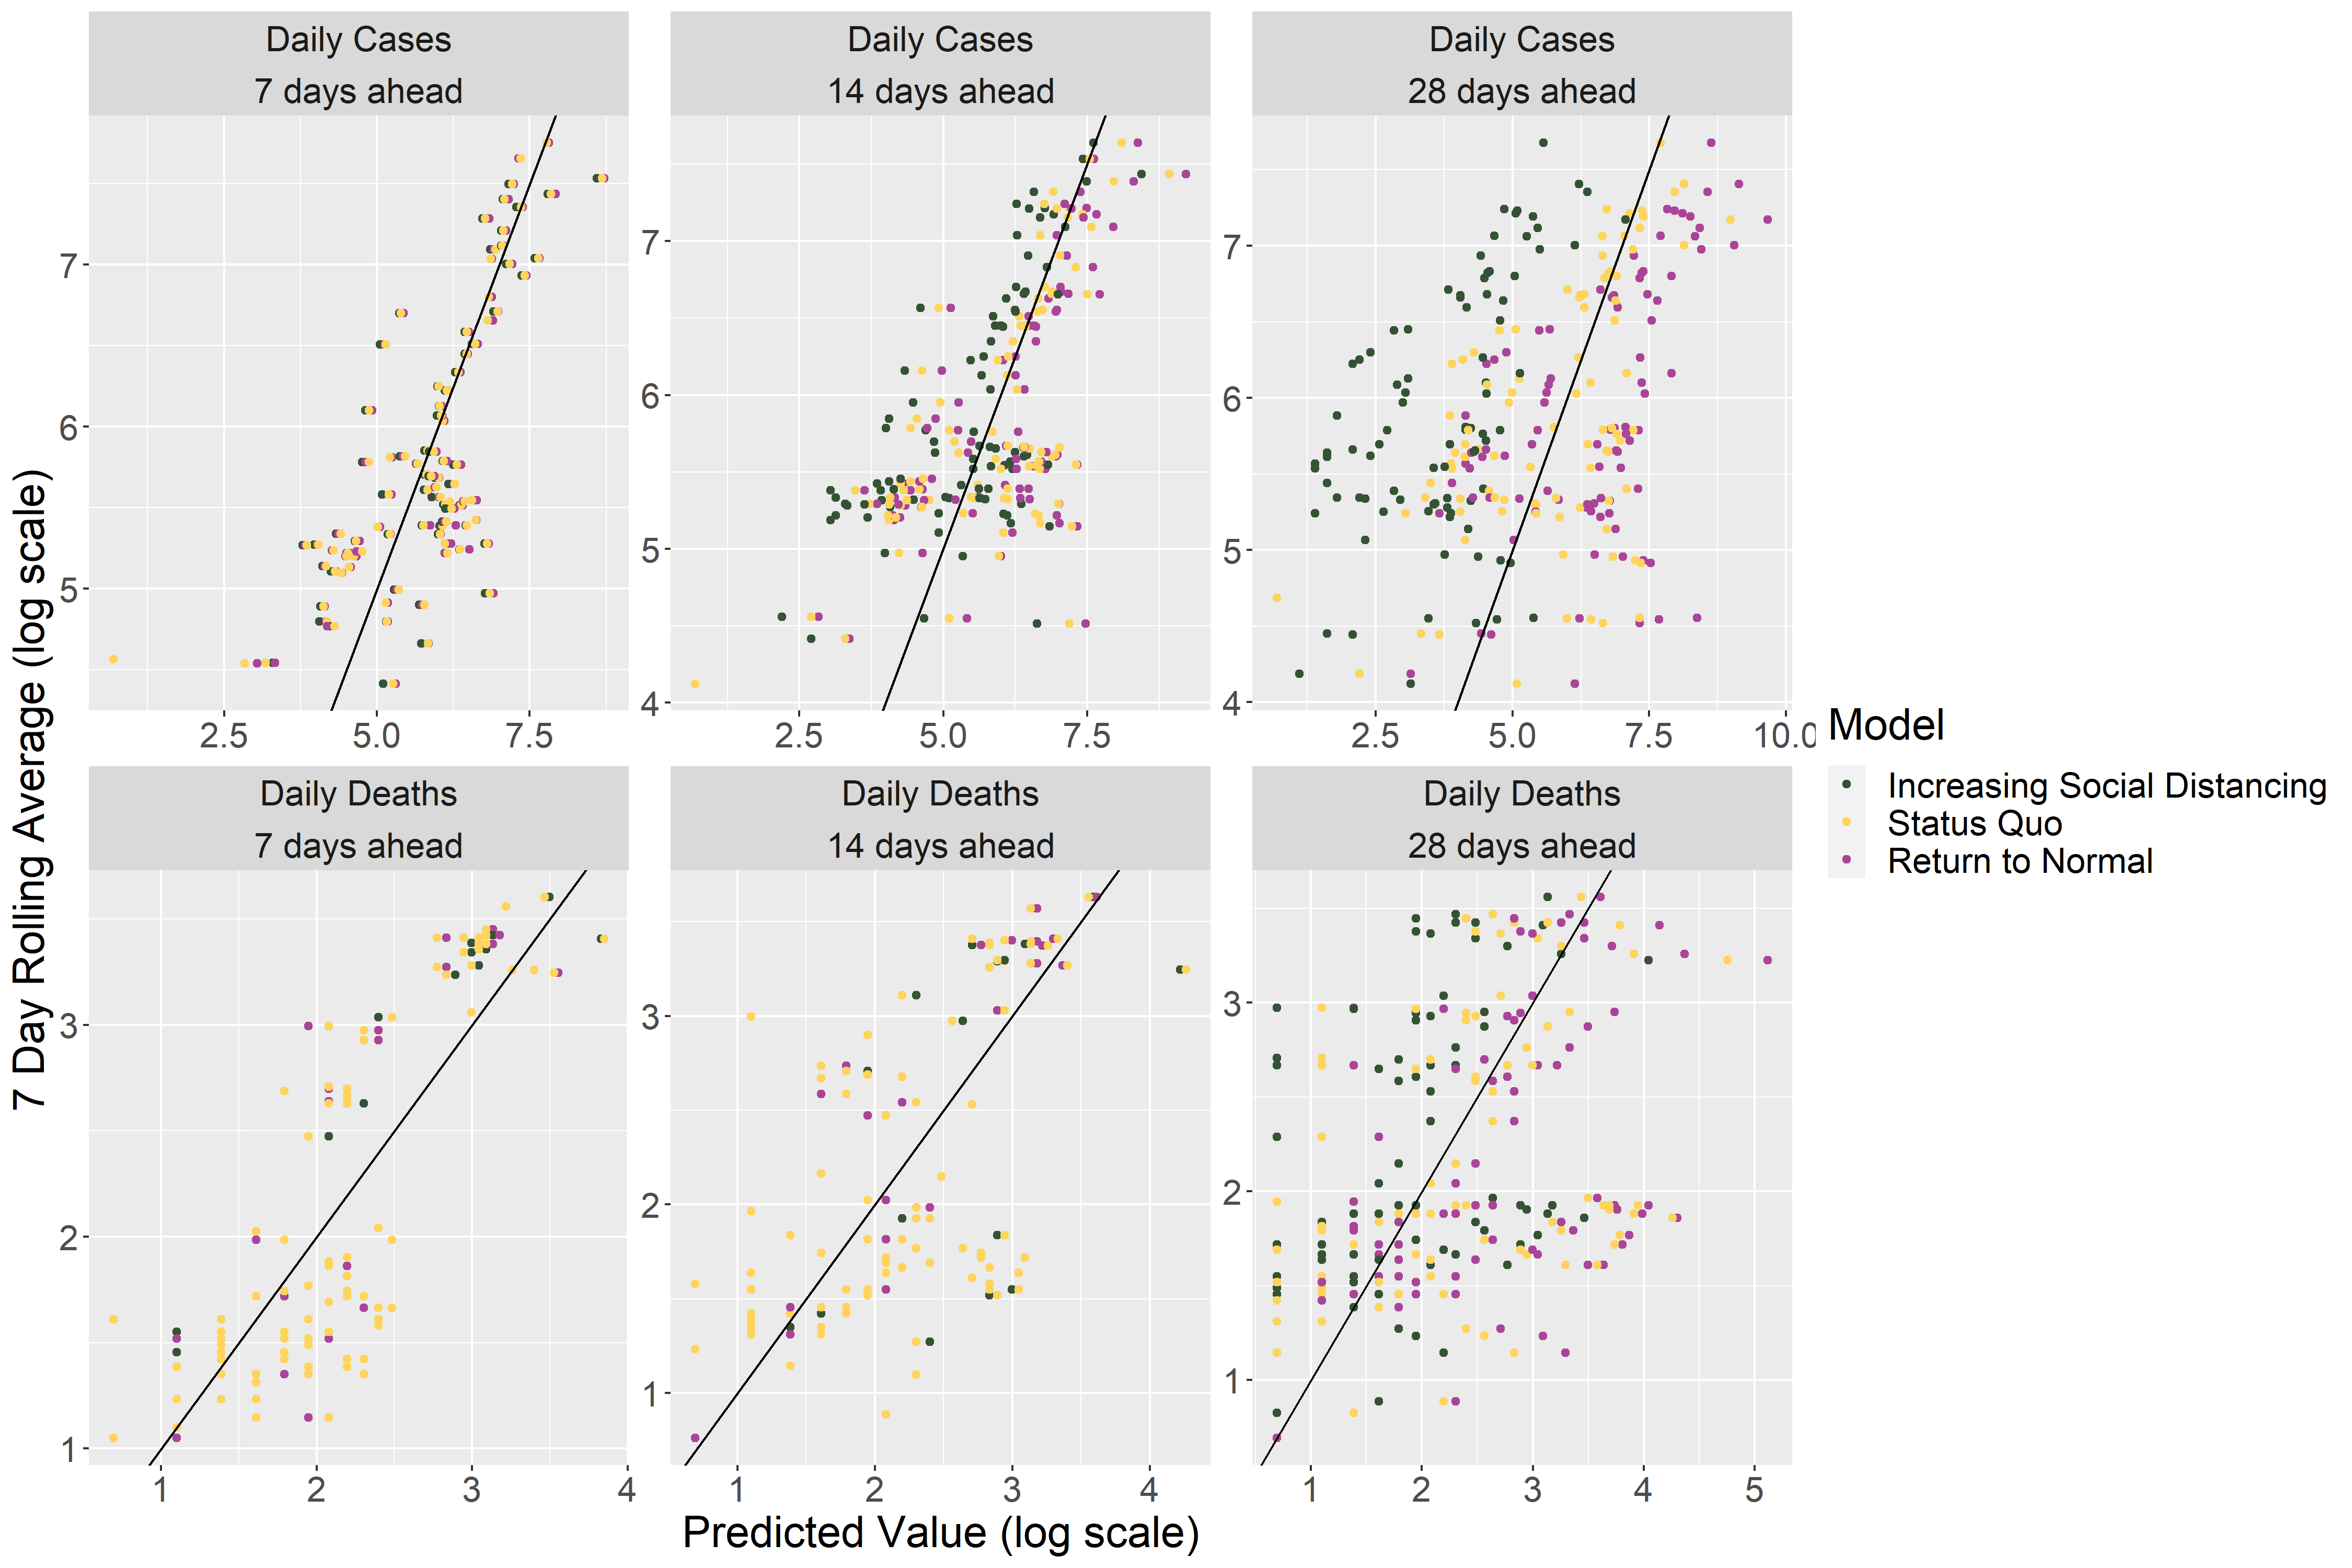 Daily Cases
7 days ahead
Daily Cases
14 days ahead
Daily Cases
28 days ahead
7
6
5
2.5 5.0 7.5
7
6
5
4
2.5 5.0 7.5
7
6
5
4
2.5 5.0 7.5 10.0
Daily Deaths
7 days ahead
Daily Deaths
14 days ahead
Daily Deaths
28 days ahead
3
2
1
1 2 3 4
3
2
1
1 2 3 4
3
2
1
1 2 3 4 5
7 Day Rolling Average (log scale)
Predicted Value (log scale)
Model
Increasing Social Distancing
Status Quo
Return to Normal